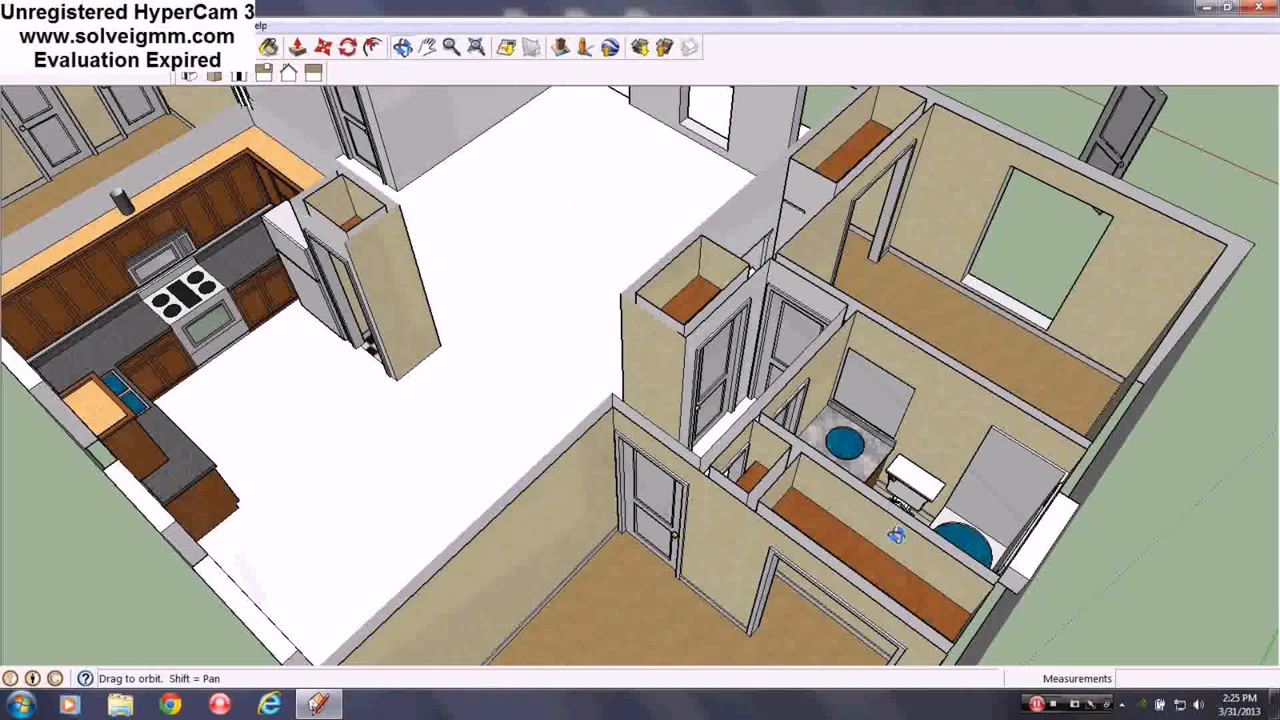 Unregistered HyperCam 3
www.solveigmm.com
Evaluation Expired
elp
Drag to orbit. Shift = Pan
Measurements
2:25 PM
3/31/2013